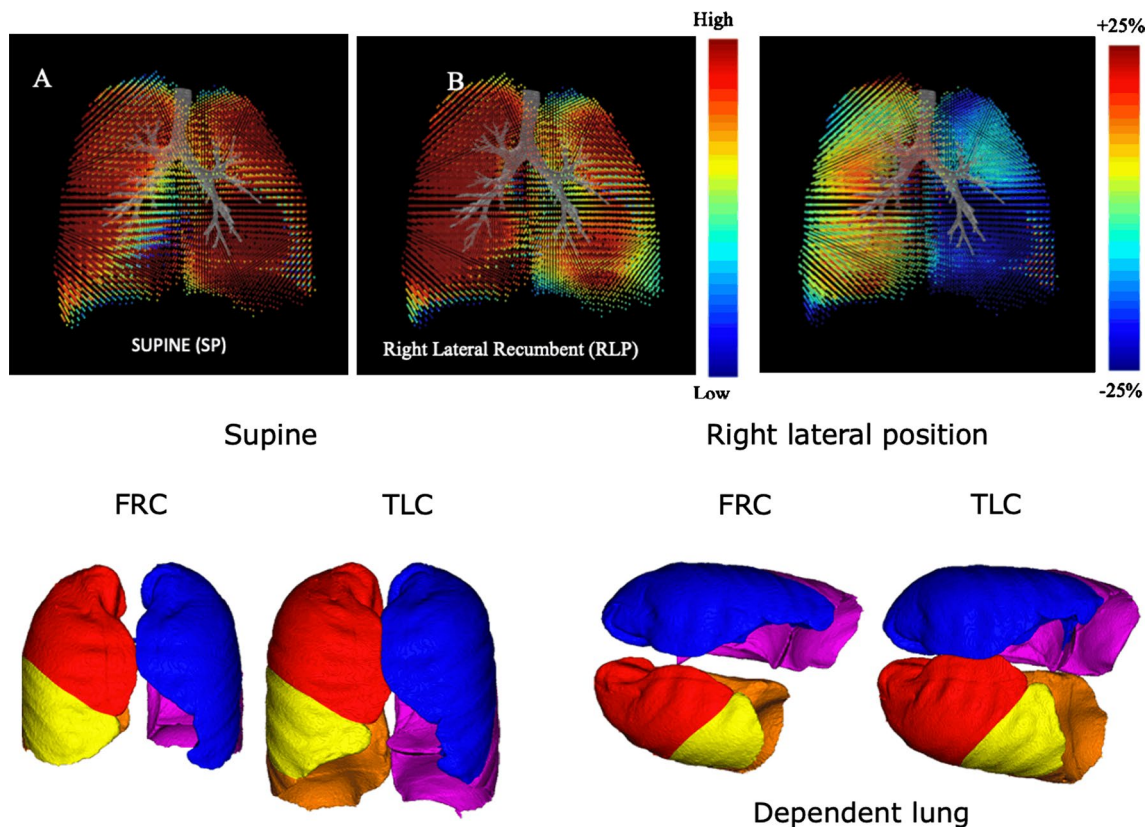 High
+25%
A
B
SUPINE (SP)
Right Lateral Recumbent (RLP)
Low
-25%
Supine
Right lateral position
FRC
TLC
FRC
TLC
Dependent lung